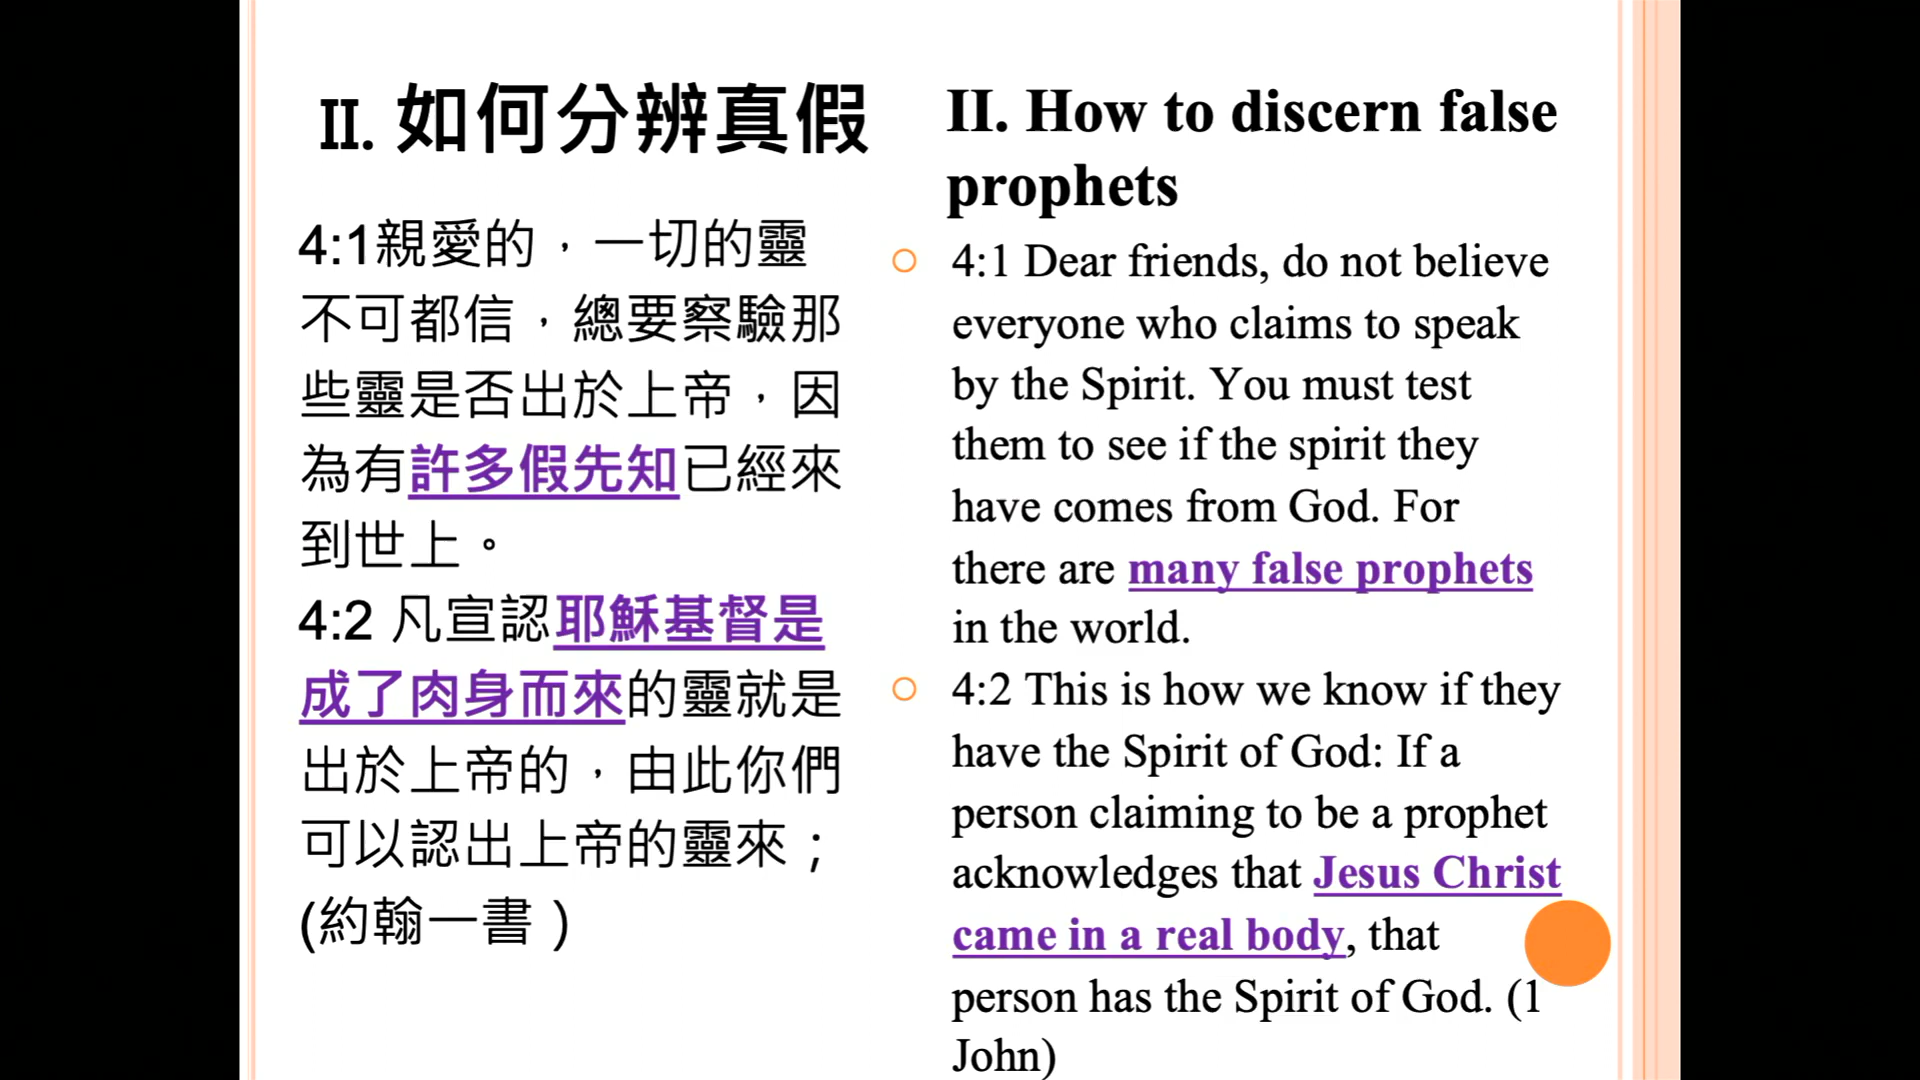 II. 如何分辨真假
4:1親愛的，一切的靈
不可都信，總要察驗那
些靈是否出於上帝，因
為有許多假先知已經來
到世上。
4:2 凡宣認耶穌基督是
成了肉身而來的靈就是
出於上帝的，由此你們
可以認出上帝的靈來；
(約翰一書 )
II. How to discern false
prophets
4:1 Dear friends, do not believe
everyone who claims to speak
by the Spirit. You must test
them to see if the spirit they
have comes from God. For
there are many false prophets
in the world.
4:2 This is how we know if they
have the Spirit of God: If a
person claiming to be a prophet
acknowledges that Jesus Christ
came in a real body, that
person has the Spirit of God. (1
John)